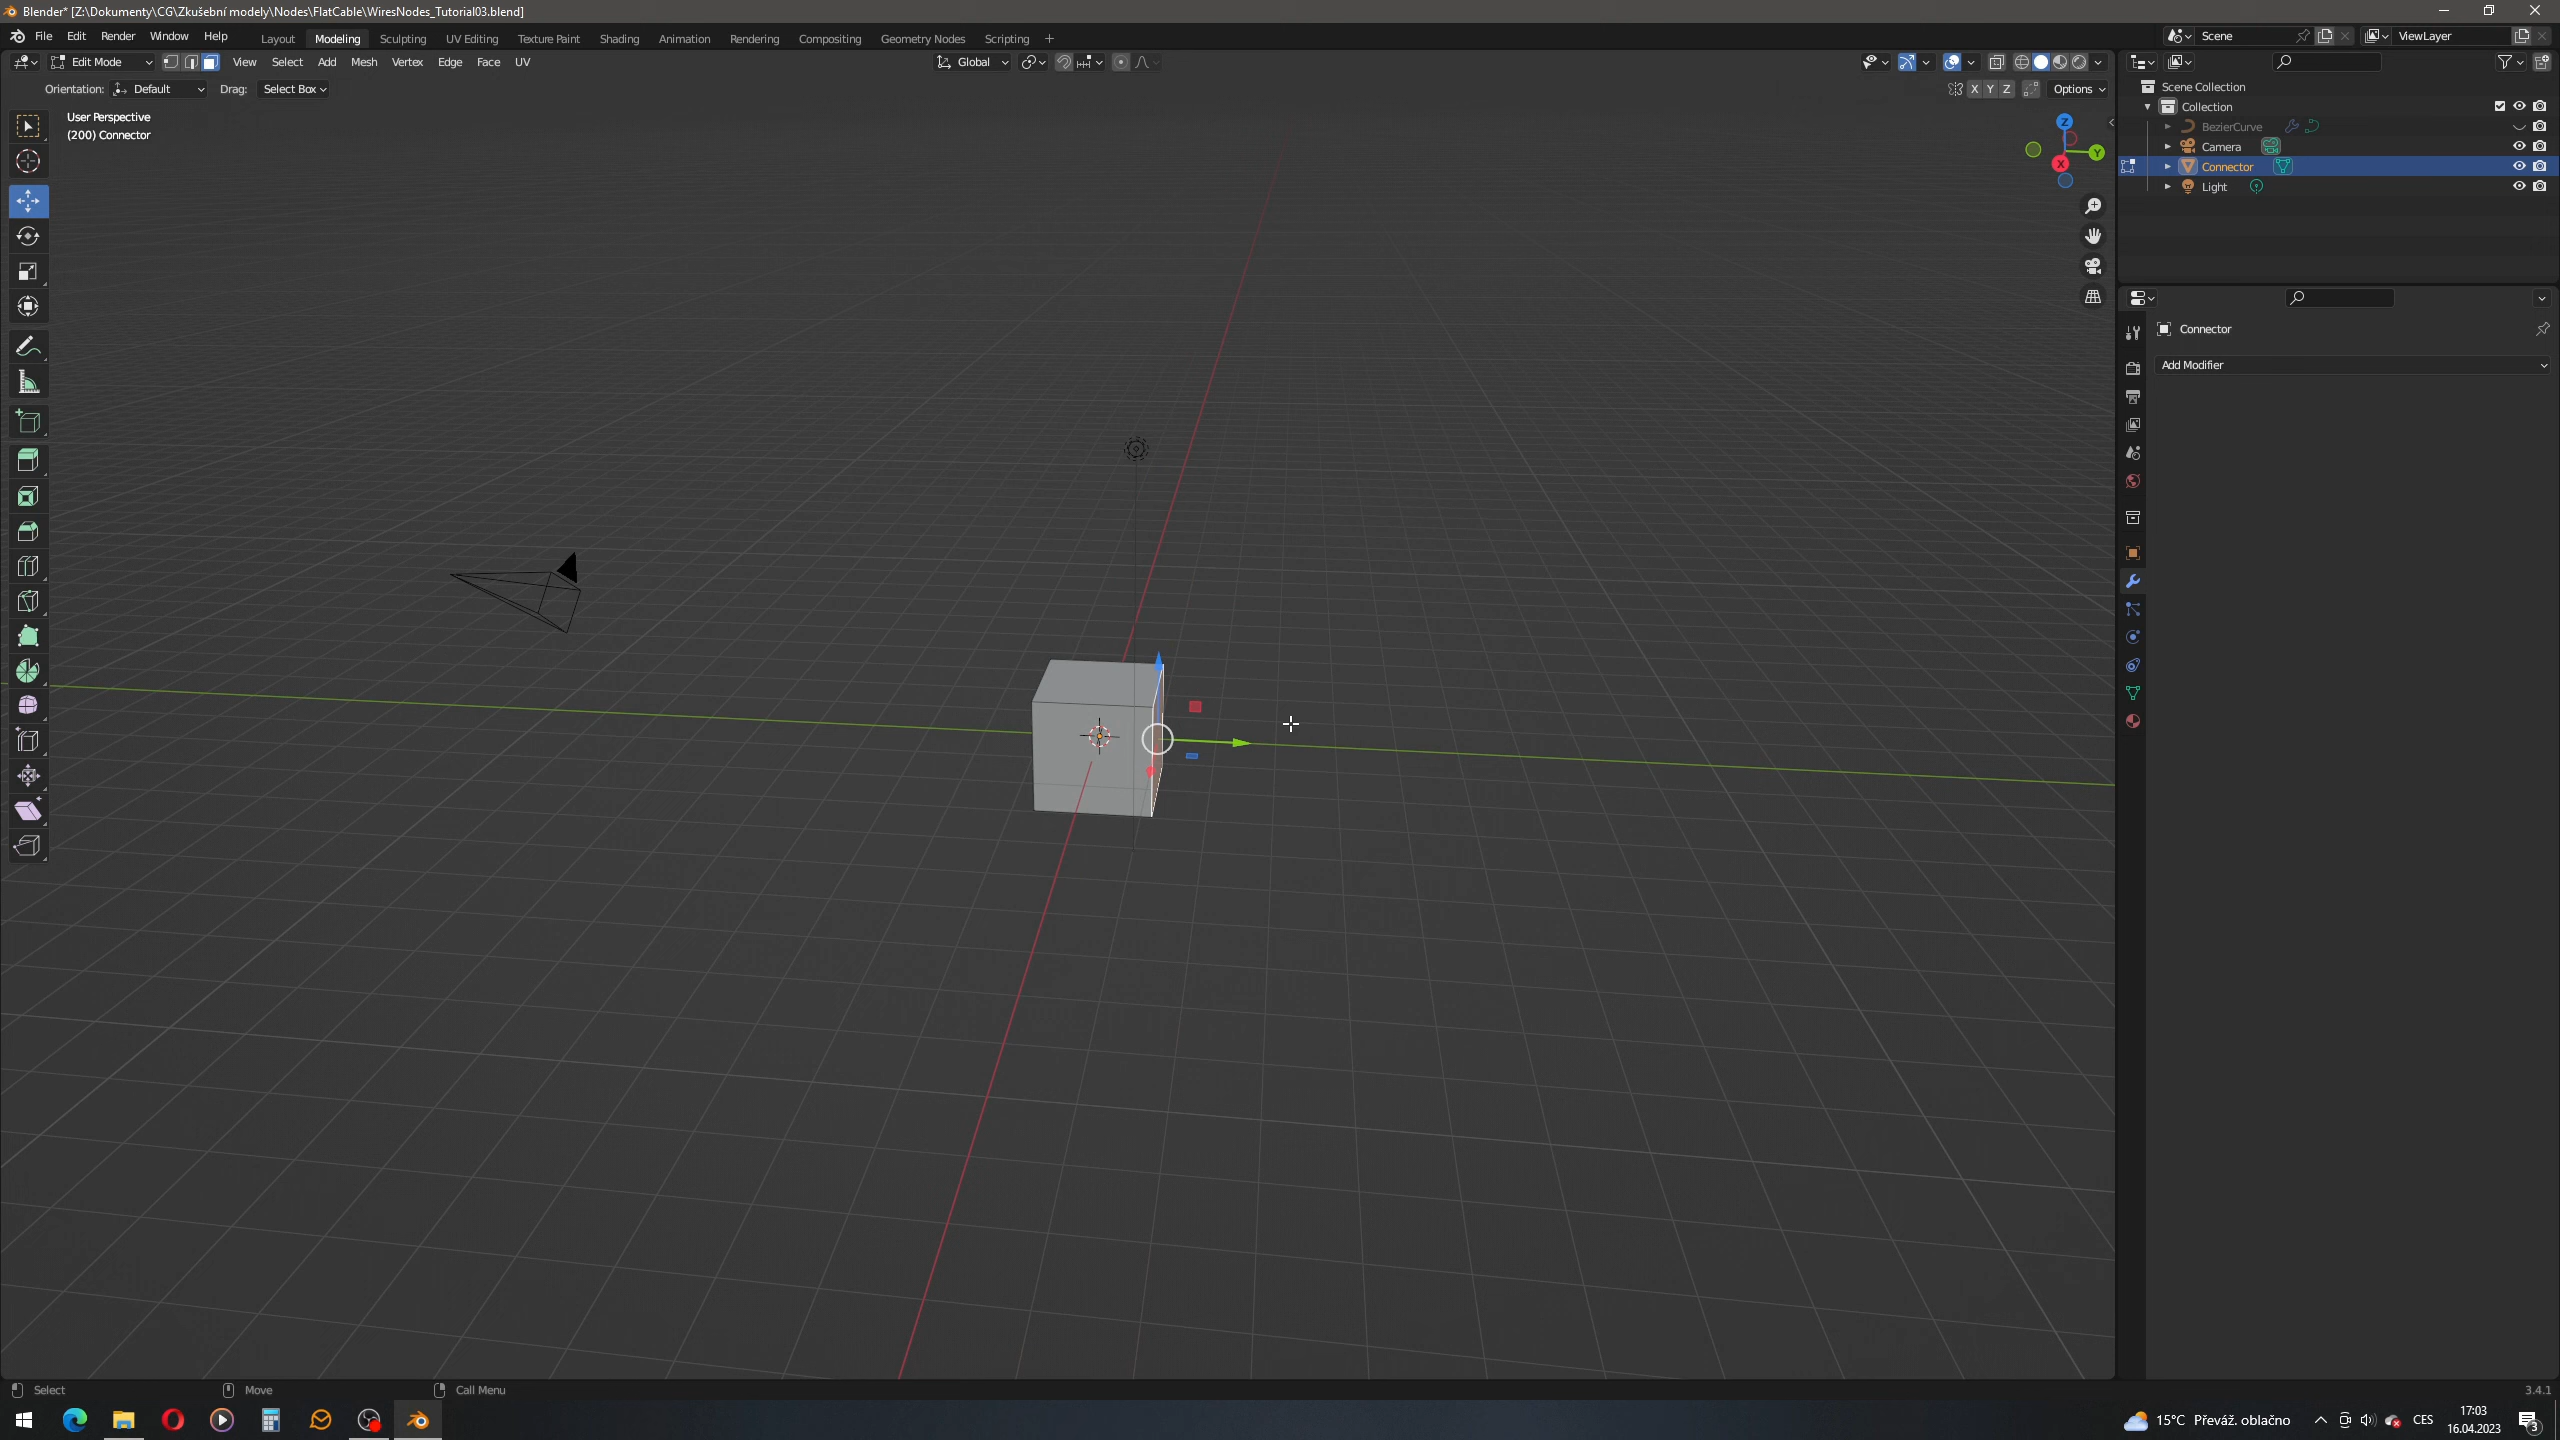 Blender* [Z:\Dokumenty\CG\Zkušební modely\Nodes\FlatCable\WiresNodes_Tutorial03.blend]
File Edit Render Window Help Layout Modeling Sculpting UV Editing Texture Paint Shading Animation Rendering Compositing Geometry Nodes Scripting + Scene ViewLayer
Edit Mode View Select Add Mesh Vertex Edge Face UV Global
Orientation: Default Drag: Select Box X Y Z Options
User Perspective
(200) Connector
Z
Y
X
Scene Collection
Collection
BezierCurve
Camera
Connector
Light
Connector
Add Modifier
Select Move Call Menu 3.4.1
15°C Převáž. oblačno CES 17:03
16.04.2023
3